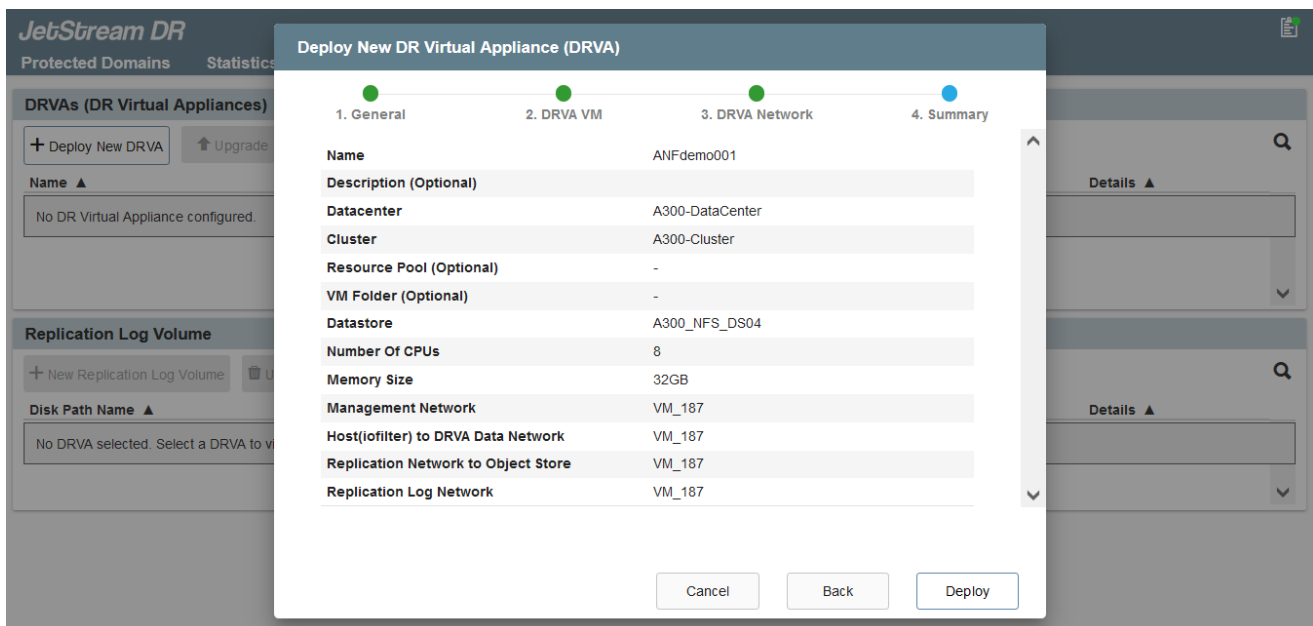 JetStream DR
Protected Domains Statistics
DRVAs (DR Virtual Appliances)
+ Deploy New DRVA Upgrade
Name ▲ Details ▲
No DR Virtual Appliance configured.
Replication Log Volume
+ New Replication Log Volume U
Disk Path Name ▲ Details ▲
No DRVA selected. Select a DRVA to vi
Deploy New DR Virtual Appliance (DRVA)
1. General 2. DRVA VM 3. DRVA Network 4. Summary
Name ANFdemo001
Description (Optional)
Datacenter A300-DataCenter
Cluster A300-Cluster
Resource Pool (Optional) -
VM Folder (Optional) -
Datastore A300_NFS_DS04
Number Of CPUs 8
Memory Size 32GB
Management Network VM_187
Host(iofilter) to DRVA Data Network VM_187
Replication Network to Object Store VM_187
Replication Log Network VM_187
Cancel Back Deploy